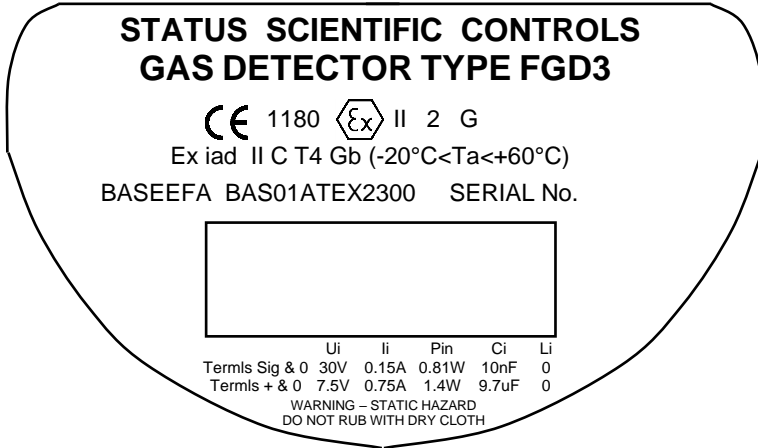 STATUS SCIENTIFIC CONTROLS
GAS DETECTOR TYPE FGD3
CE 1180 Ex II 2 G
Ex iad II C T4 Gb (-20°C<Ta<+60°C)
BASEEFA BAS01ATEX2300 SERIAL No.
Ui Ii Pin Ci Li
Termls Sig & 0 30V 0.15A 0.81W 10nF 0
Termls + & 0 7.5V 0.75A 1.4W 9.7uF 0
WARNING – STATIC HAZARD
DO NOT RUB WITH DRY CLOTH